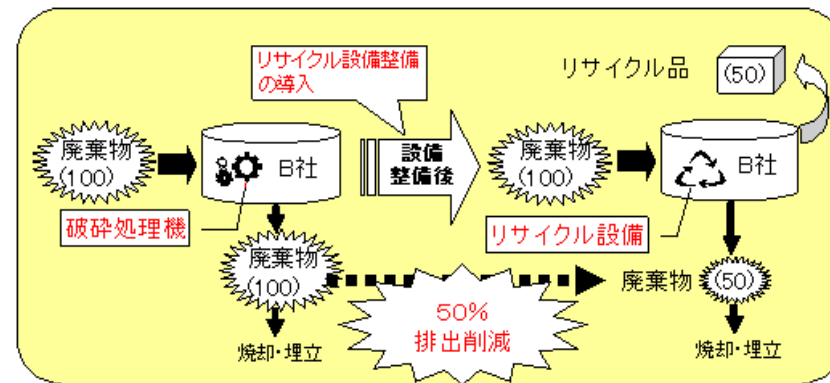 リサイクル設備整備
の導入
リサイクル品
(50)
廃棄物
(100)
B社
設備
整備後
廃棄物
(100)
B社
破砕処理機
リサイクル設備
廃棄物
(100)
廃棄物
(50)
50%
排出削減
焼却・埋立
焼却・埋立